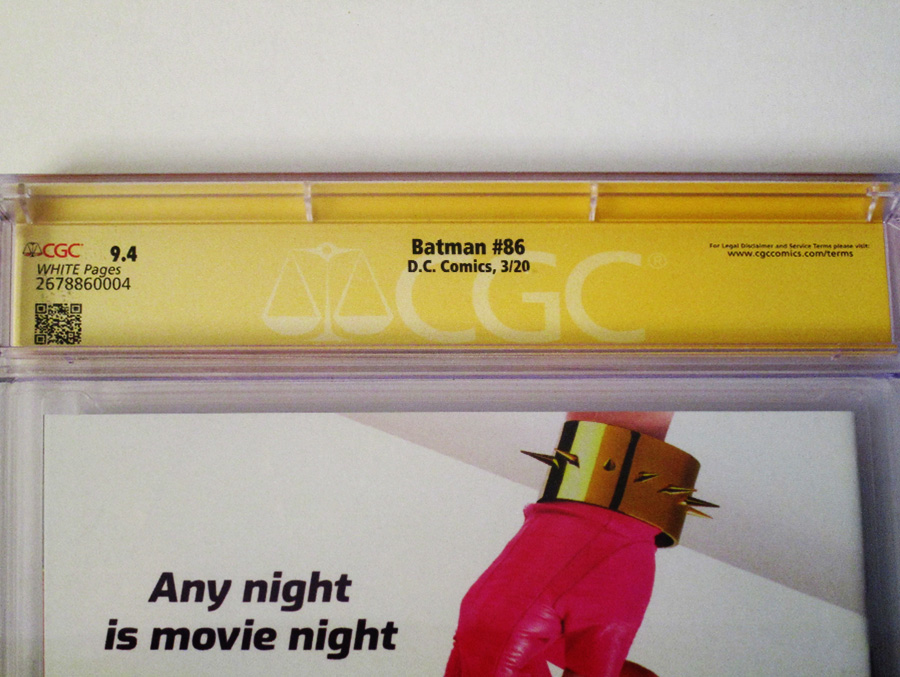 CGC
9.4
WHITE Pages
2678860004
Batman #86
D.C. Comics, 3/20
For Legal Disclaimer and Service Terms please visit:
www.cgccomics.com/terms
CGC®
Any night
is movie night